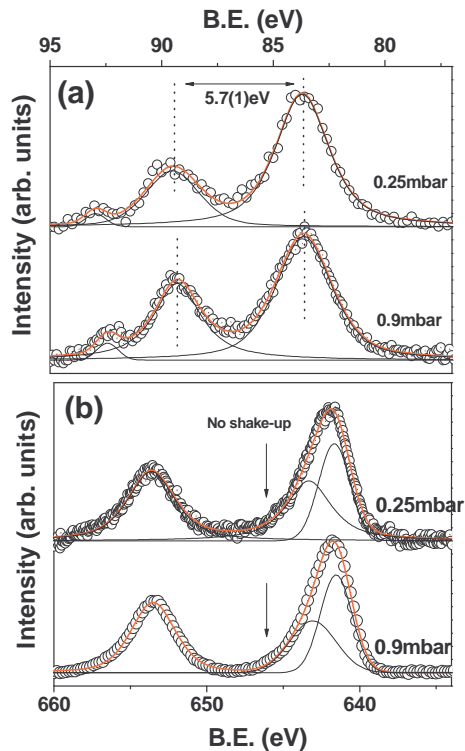 B.E. (eV)
95 90 85 80
(a)
5.7(1)eV
0.25mbar
Intensity (arb. units)
0.9mbar
(b)
No shake-up
0.25mbar
Intensity (arb. units)
0.9mbar
660 650 640
B.E. (eV)